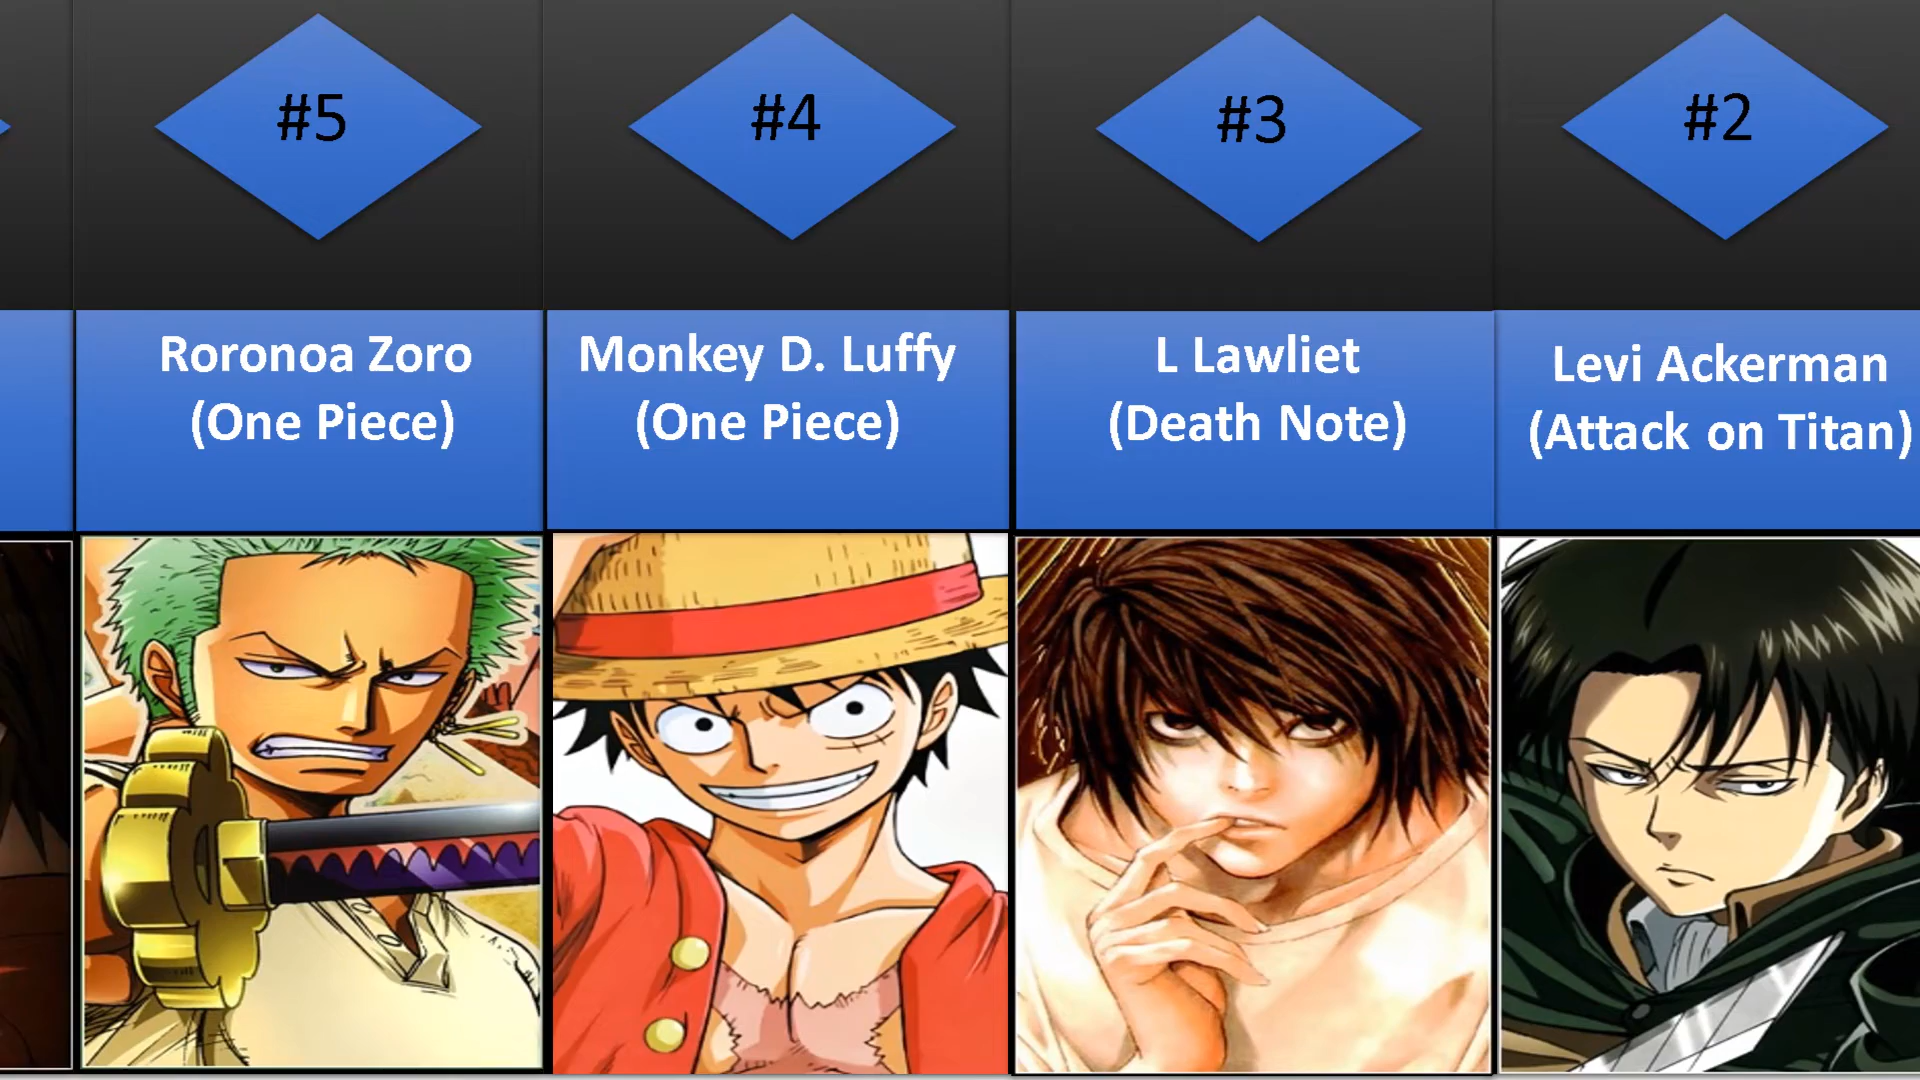 #5
#4
#3
#2
Roronoa Zoro
(One Piece)
Monkey D. Luffy
(One Piece)
L Lawliet
(Death Note)
Levi Ackerman
(Attack on Titan)